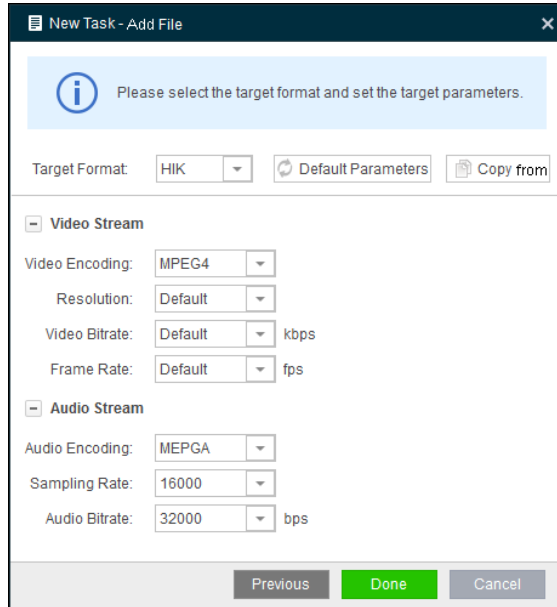 New Task - Add File
Please select the target format and set the target parameters.
Target Format: HIK Default Parameters Copy from
Video Stream
Video Encoding: MPEG4
Resolution: Default
Video Bitrate: Default kbps
Frame Rate: Default fps
Audio Stream
Audio Encoding: MEPGA
Sampling Rate: 16000
Audio Bitrate: 32000 bps
Previous Done Cancel